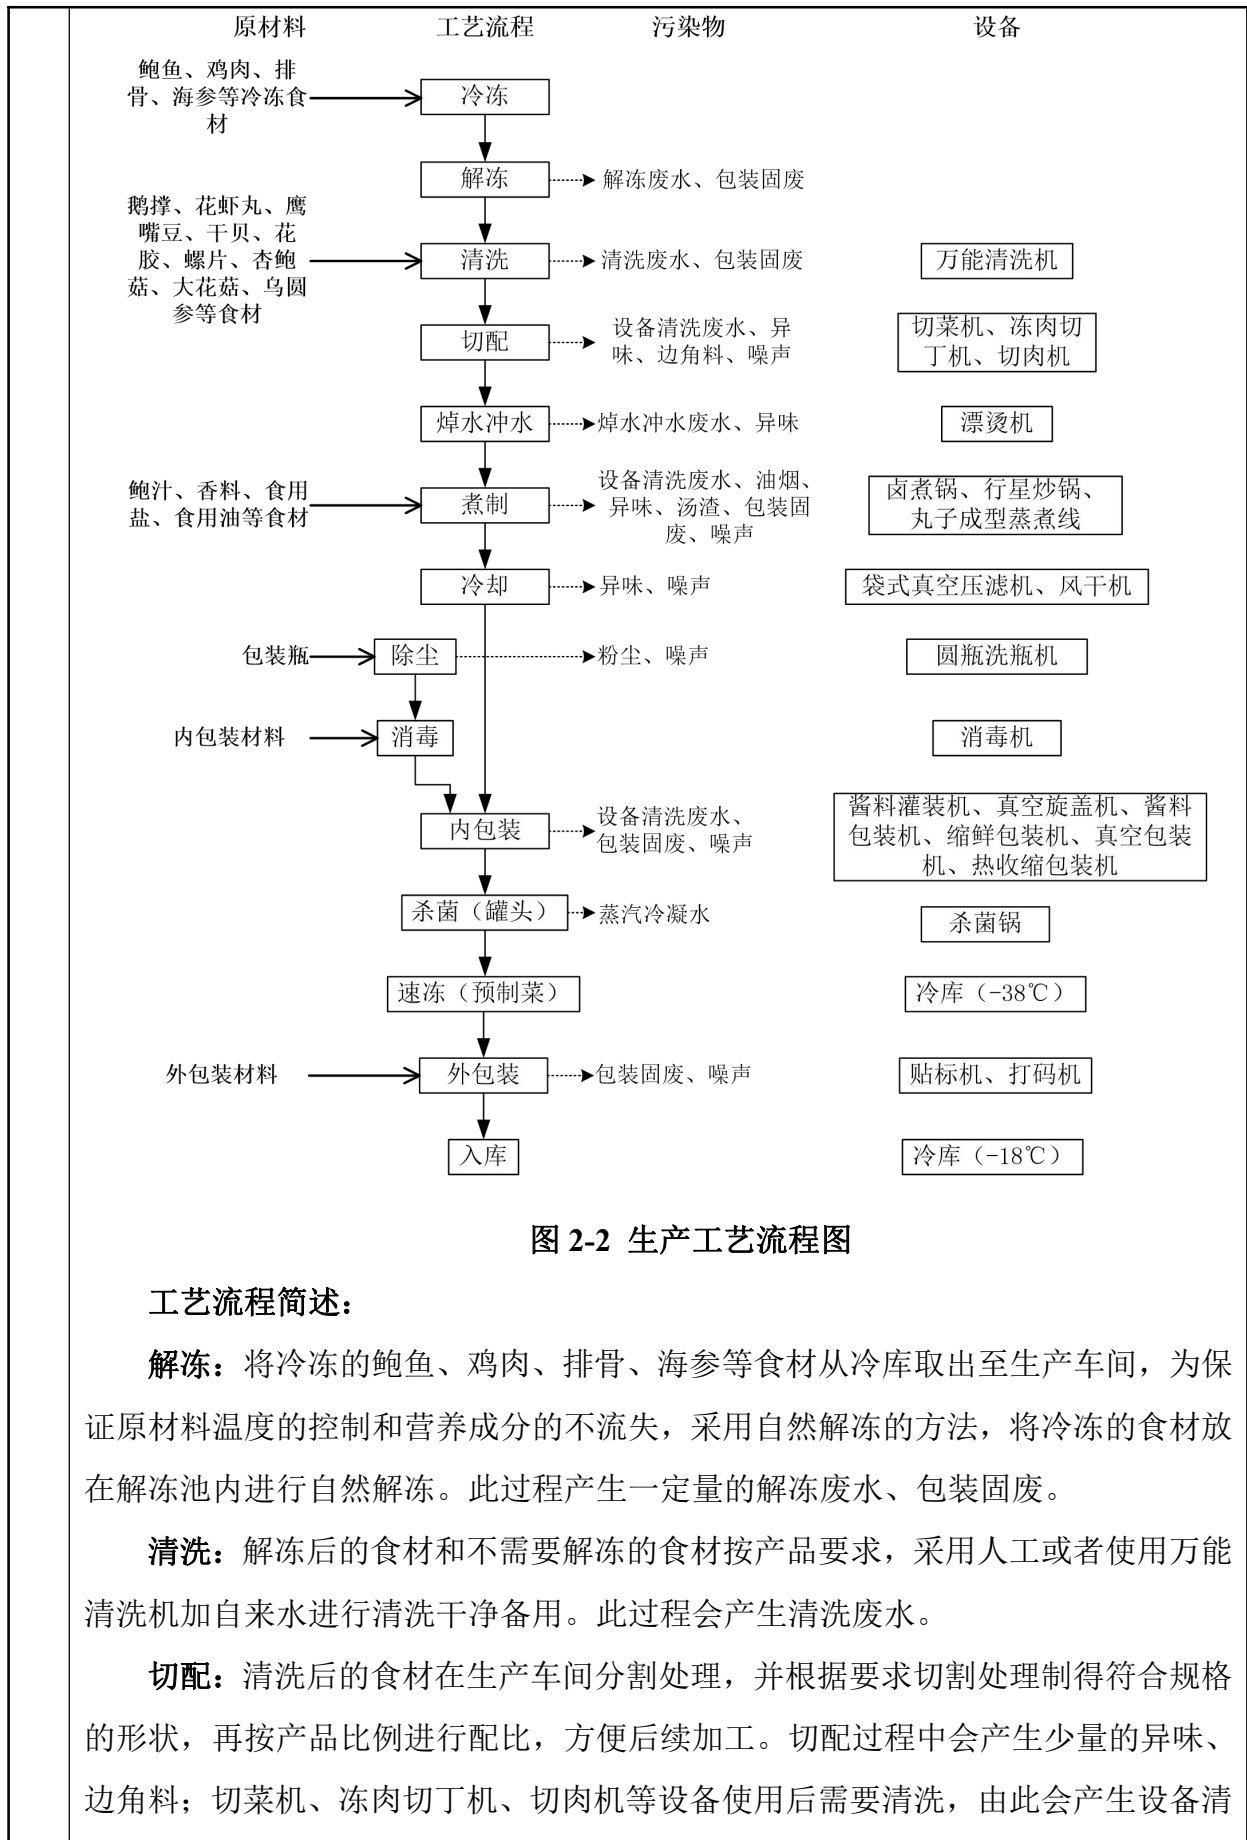 原材料 工艺流程 污染物 设备
鲍鱼、鸡肉、排
骨、海参等冷冻食
材
冷冻
解冻
解冻废水、包装固废
鹅撑、花虾丸、鹰
嘴豆、干贝、花
胶、螺片、杏鲍
菇、大花菇、乌圆
参等食材
清洗
清洗废水、包装固废
万能清洗机
切配
设备清洗废水、异
味、边角料、噪声
切菜机、冻肉切
丁机、切肉机
焯水冲水
焯水冲水废水、异味
漂烫机
鲍汁、香料、食用
盐、食用油等食材
煮制
设备清洗废水、油烟、
异味、汤渣、包装固
废、噪声
卤煮锅、行星炒锅、
丸子成型蒸煮线
冷却
异味、噪声
袋式真空压滤机、风干机
包装瓶
除尘
粉尘、噪声
圆瓶洗瓶机
内包装材料
消毒
消毒机
内包装
设备清洗废水、
包装固废、噪声
酱料灌装机、真空旋盖机、酱料
包装机、缩鲜包装机、真空包装
机、热收缩包装机
杀菌（罐头）
蒸汽冷凝水
杀菌锅
速冻（预制菜）
冷库（-38℃）
外包装材料
外包装
包装固废、噪声
贴标机、打码机
入库
冷库（-18℃）
图 2-2 生产工艺流程图
工艺流程简述：
解冻：将冷冻的鲍鱼、鸡肉、排骨、海参等食材从冷库取出至生产车间，为保
证原材料温度的控制和营养成分的不流失，采用自然解冻的方法，将冷冻的食材放
在解冻池内进行自然解冻。此过程产生一定量的解冻废水、包装固废。
清洗：解冻后的食材和不需要解冻的食材按产品要求，采用人工或者使用万能
清洗机加自来水进行清洗干净备用。此过程会产生清洗废水。
切配：清洗后的食材在生产车间分割处理，并根据要求切割处理制得符合规格
的形状，再按产品比例进行配比，方便后续加工。切配过程中会产生少量的异味、
边角料；切菜机、冻肉切丁机、切肉机等设备使用后需要清洗，由此会产生设备清